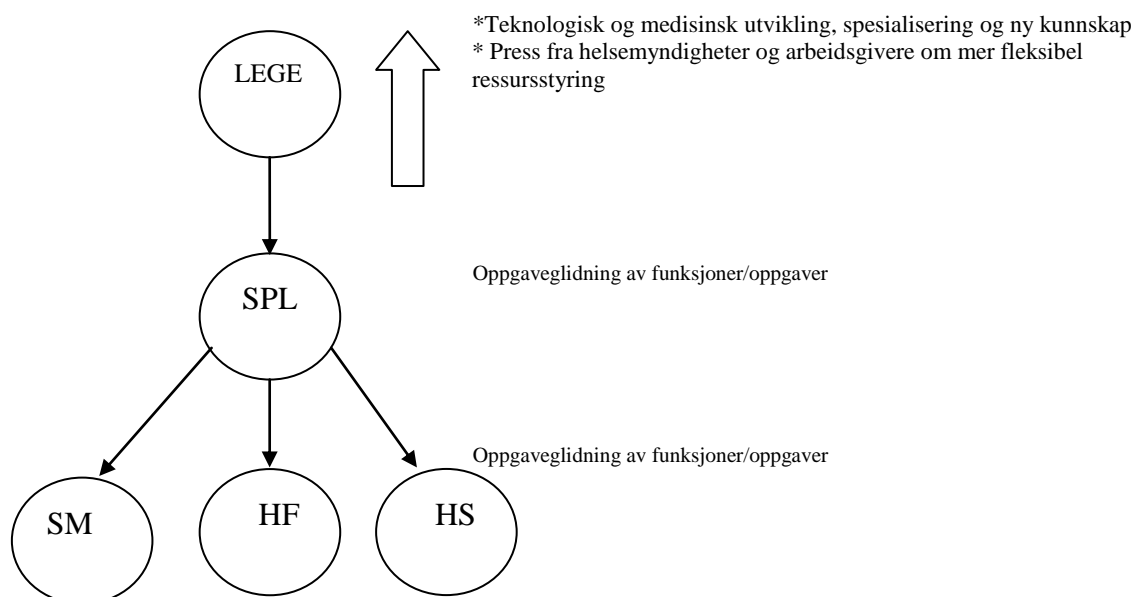 *Teknologisk og medisinsk utvikling, spesialisering og ny kunnskap
* Press fra helsemyndigheter og arbeidsgivere om mer fleksibel
ressursstyring
LEGE
Oppgaveglidning av funksjoner/oppgaver
SPL
Oppgaveglidning av funksjoner/oppgaver
SM
HF
HS